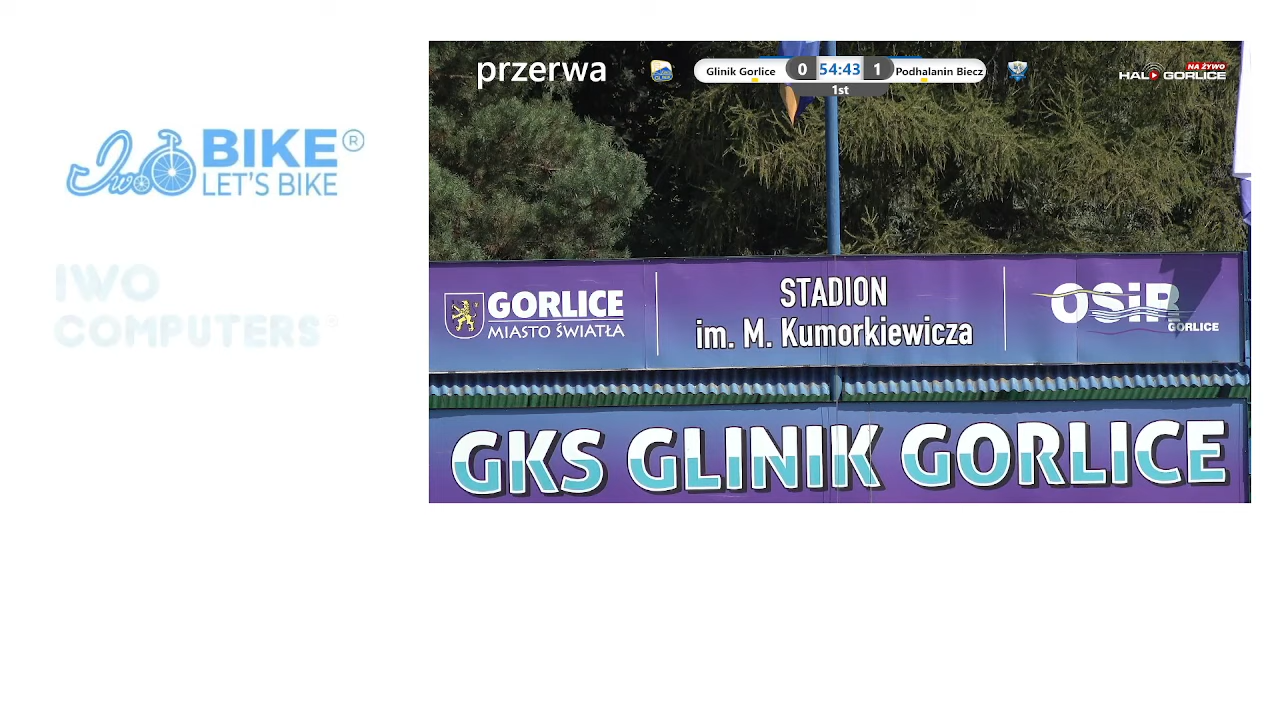 przerwa
Glinik Gorlice 0 54:43 1 Podhalanin Biecz
1st
NA ŻYWO
HALO GORLICE
BIKE®
LET'S BIKE
IWO
COMPUTERS
GORLICE
MIASTO ŚWIATŁA
STADION
im. M. Kumorkiewicza
OSiR
GORLICE
GKS GLINIK GORLICE